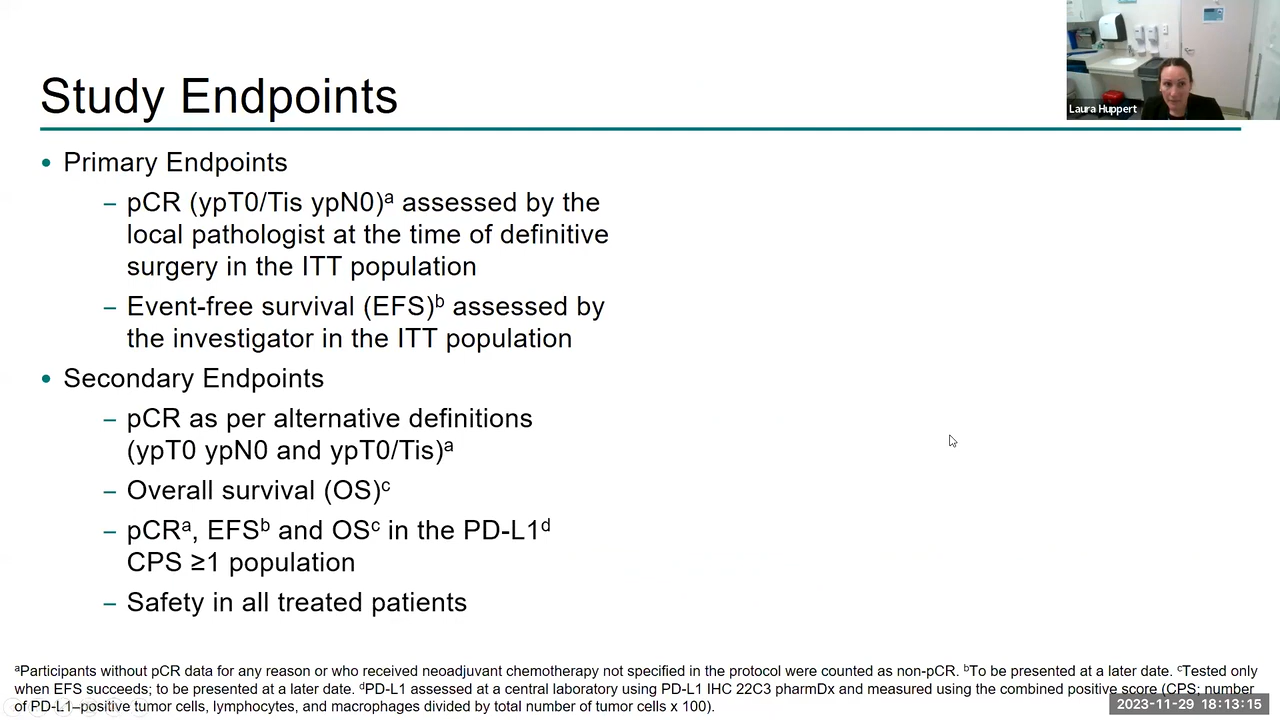 Laura Huppert
Study Endpoints
• Primary Endpoints
– pCR (ypT0/Tis ypN0)ᵃ assessed by the
local pathologist at the time of definitive
surgery in the ITT population
– Event-free survival (EFS)ᵇ assessed by
the investigator in the ITT population
• Secondary Endpoints
– pCR as per alternative definitions
(ypT0 ypN0 and ypT0/Tis)ᵃ
– Overall survival (OS)ᶜ
– pCRᵃ, EFSᵇ and OSᶜ in the PD-L1ᵈ
CPS ≥1 population
– Safety in all treated patients
ᵃParticipants without pCR data for any reason or who received neoadjuvant chemotherapy not specified in the protocol were counted as non-pCR. ᵇTo be presented at a later date. ᶜTested only
when EFS succeeds; to be presented at a later date. ᵈPD-L1 assessed at a central laboratory using PD-L1 IHC 22C3 pharmDx and measured using the combined positive score (CPS; number
of PD-L1–positive tumor cells, lymphocytes, and macrophages divided by total number of tumor cells x 100).
2023-11-29 18:13:15